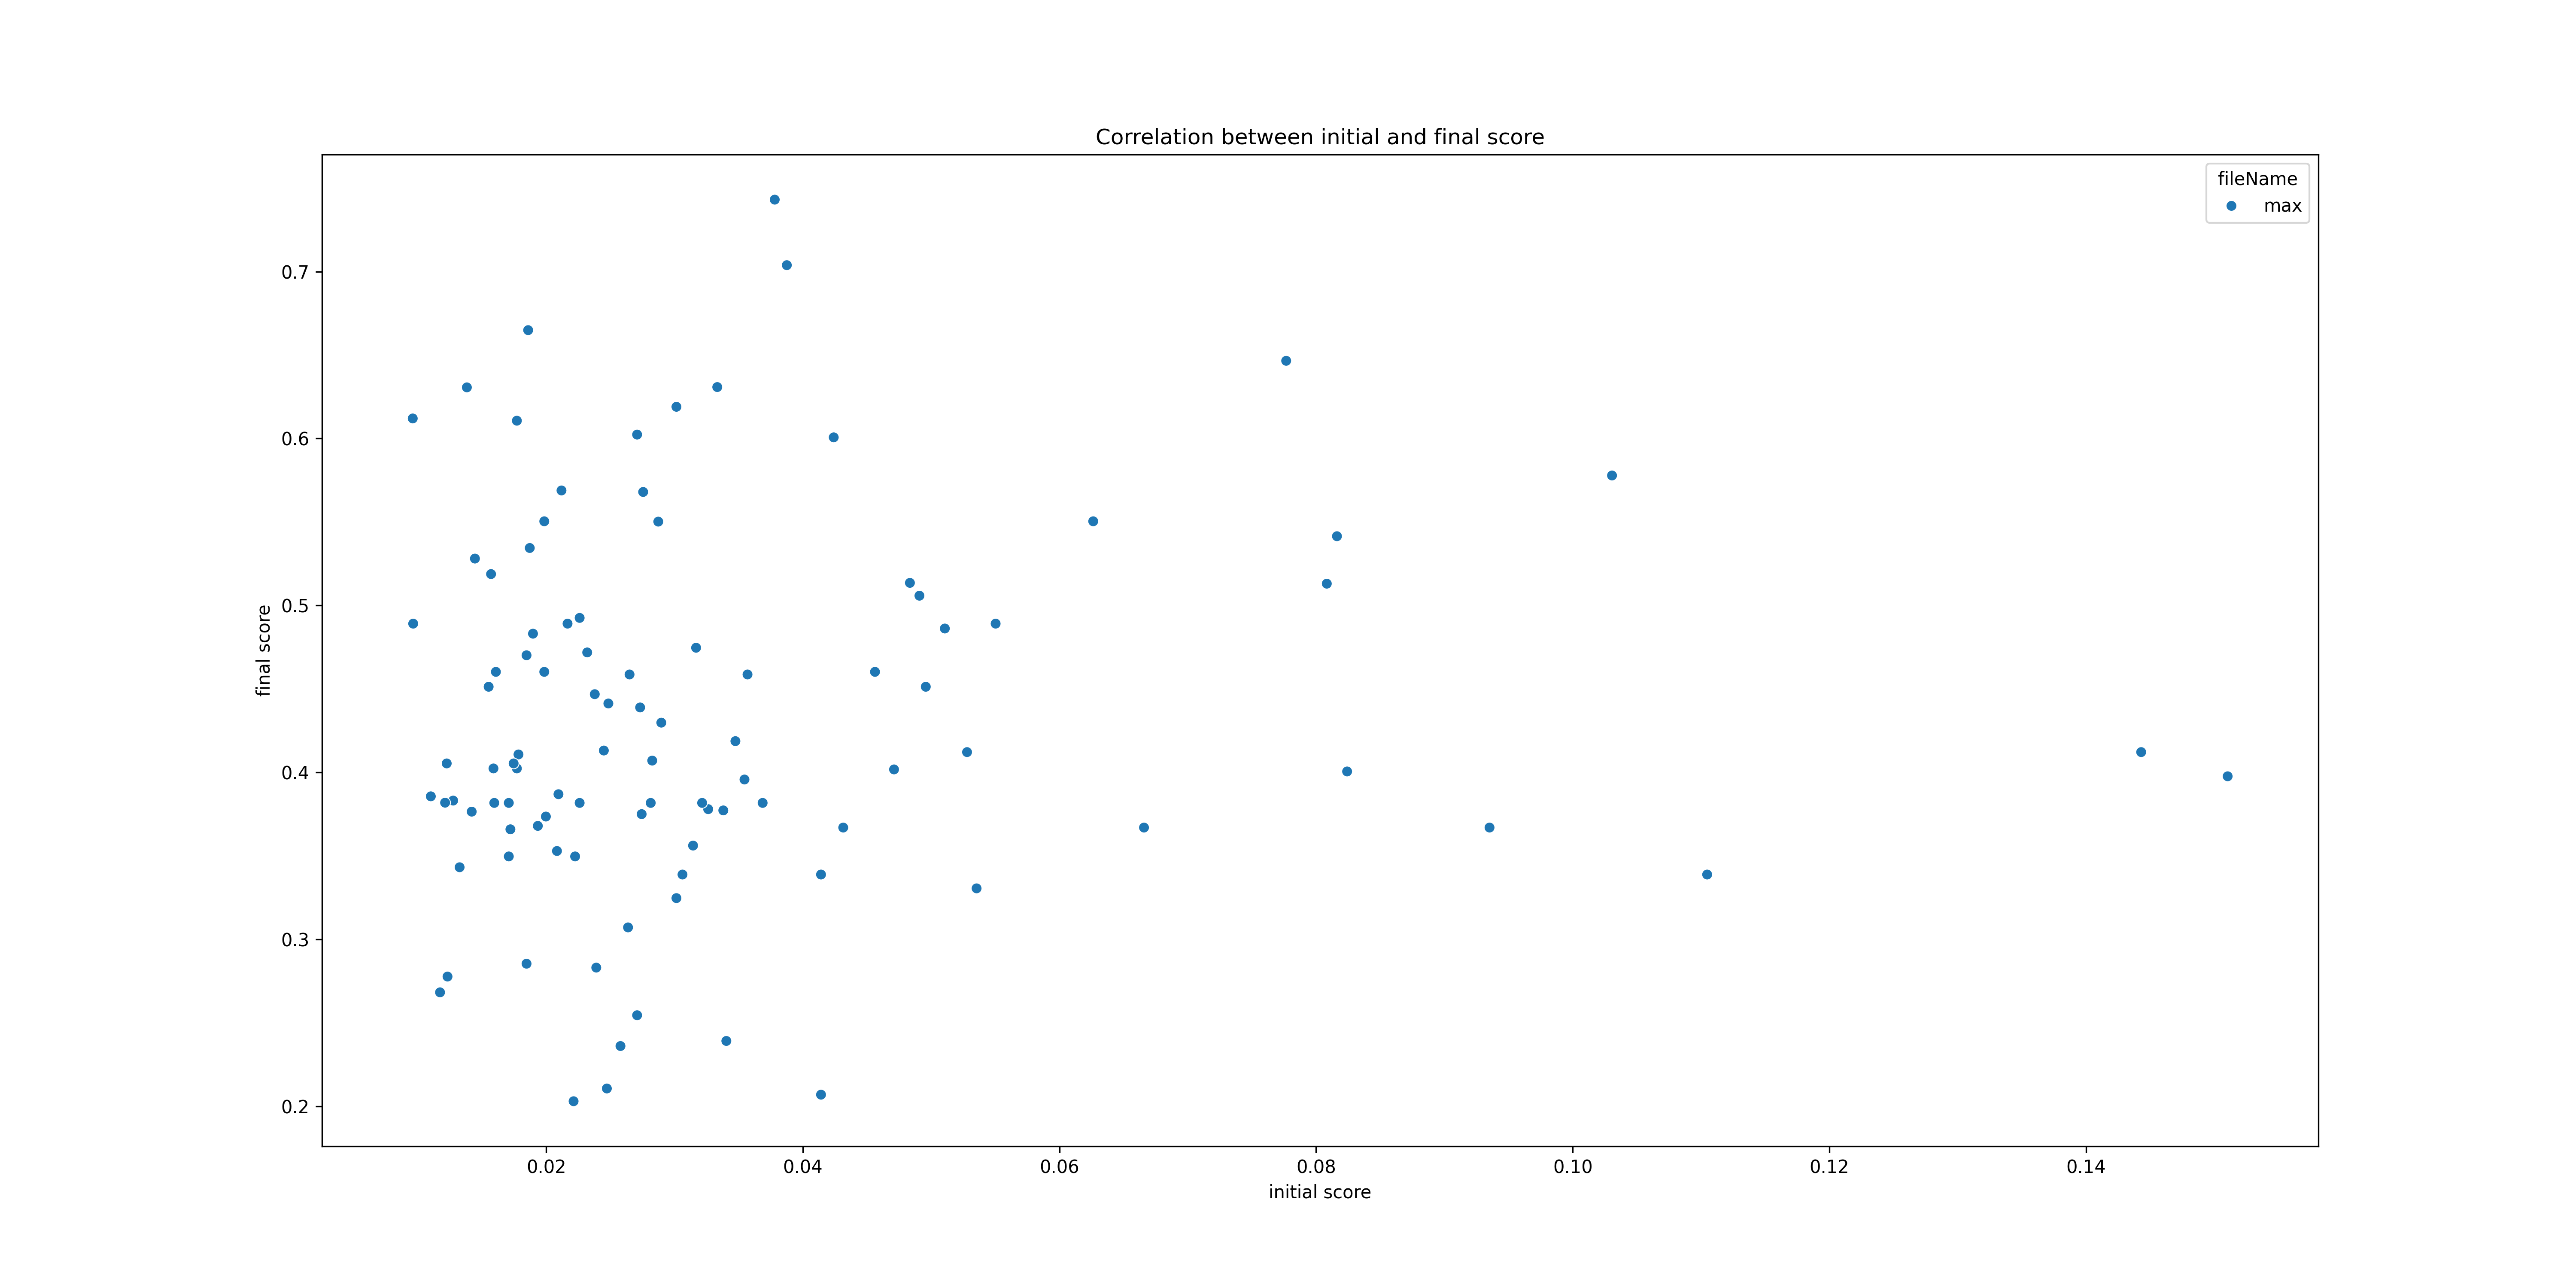 Correlation between initial and final score
fileName
max
0.7
0.6
0.5
0.4
0.3
0.2
final score
0.02 0.04 0.06 0.08 0.10 0.12 0.14
initial score